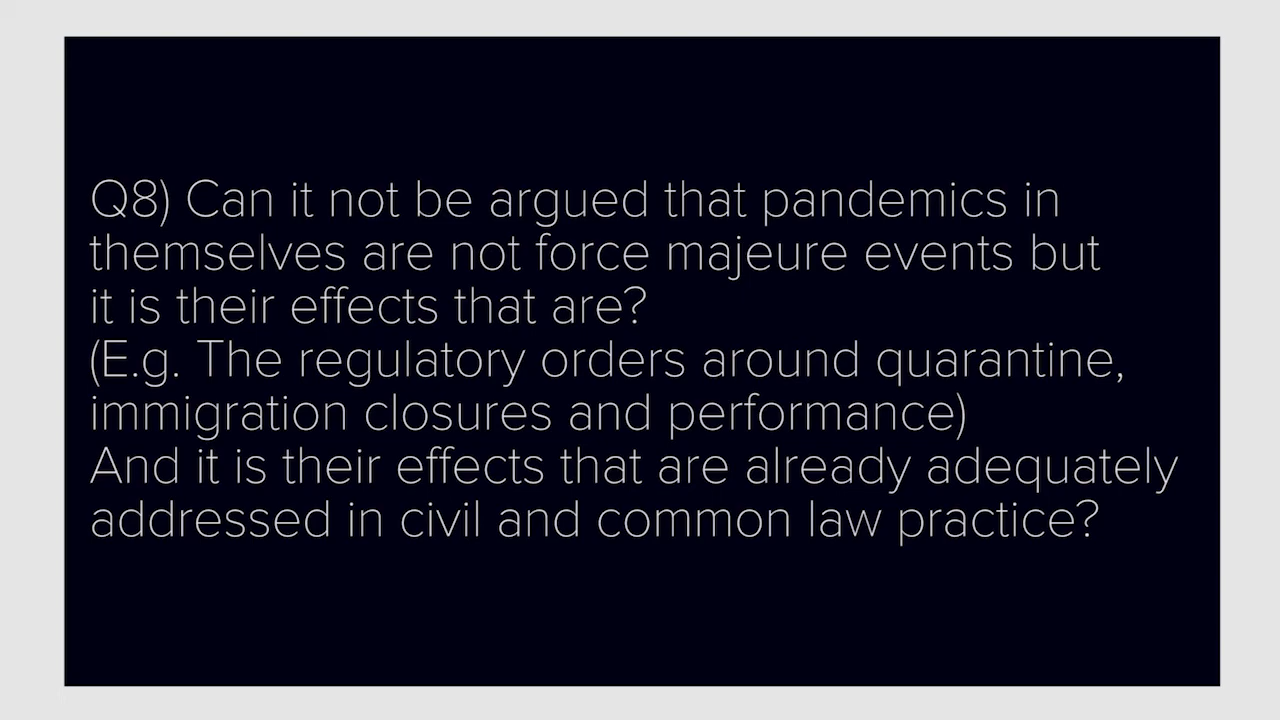 Q8) Can it not be argued that pandemics in
themselves are not force majeure events but
it is their effects that are?
(E.g. The regulatory orders around quarantine,
immigration closures and performance)
And it is their effects that are already adequately
addressed in civil and common law practice?